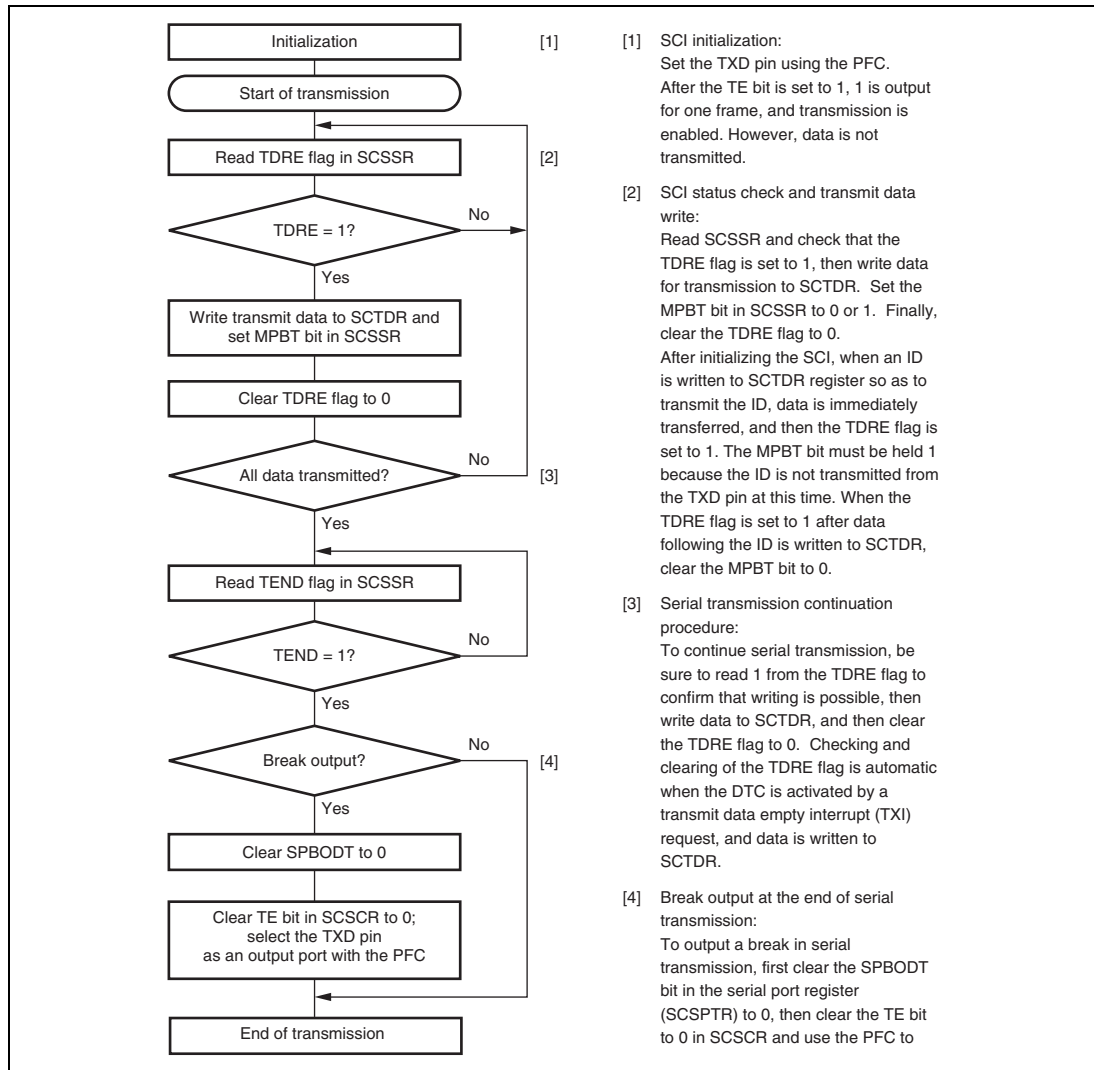 Initialization
[1]
Start of transmission
Read TDRE flag in SCSSR
[2]
No
TDRE = 1?
Yes
Write transmit data to SCTDR and
set MPBT bit in SCSSR
Clear TDRE flag to 0
No
All data transmitted?
[3]
Yes
Read TEND flag in SCSSR
No
TEND = 1?
Yes
No
Break output?
[4]
Yes
Clear SPBODT to 0
Clear TE bit in SCSCR to 0;
select the TXD pin
as an output port with the PFC
End of transmission
[1] SCI initialization:
Set the TXD pin using the PFC.
After the TE bit is set to 1, 1 is output
for one frame, and transmission is
enabled. However, data is not
transmitted.
[2] SCI status check and transmit data
write:
Read SCSSR and check that the
TDRE flag is set to 1, then write data
for transmission to SCTDR. Set the
MPBT bit in SCSSR to 0 or 1. Finally,
clear the TDRE flag to 0.
After initializing the SCI, when an ID
is written to SCTDR register so as to
transmit the ID, data is immediately
transferred, and then the TDRE flag is
set to 1. The MPBT bit must be held 1
because the ID is not transmitted from
the TXD pin at this time. When the
TDRE flag is set to 1 after data
following the ID is written to SCTDR,
clear the MPBT bit to 0.
[3] Serial transmission continuation
procedure:
To continue serial transmission, be
sure to read 1 from the TDRE flag to
confirm that writing is possible, then
write data to SCTDR, and then clear
the TDRE flag to 0. Checking and
clearing of the TDRE flag is automatic
when the DTC is activated by a
transmit data empty interrupt (TXI)
request, and data is written to
SCTDR.
[4] Break output at the end of serial
transmission:
To output a break in serial
transmission, first clear the SPBODT
bit in the serial port register
(SCSPTR) to 0, then clear the TE bit
to 0 in SCSCR and use the PFC to